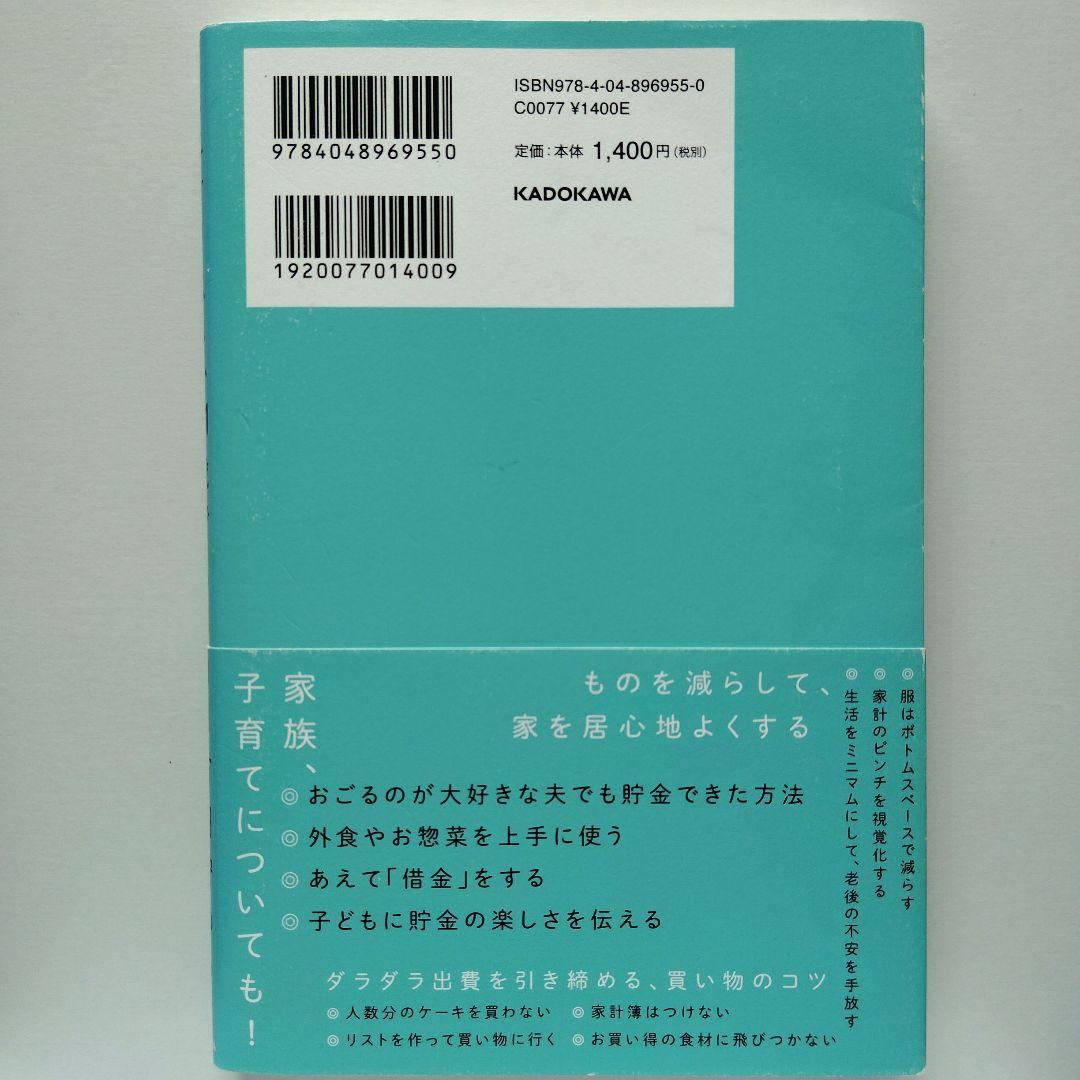 ISBN978-4-04-896955-0
C0077 ¥1400E
定価:本体 1,400円(税別)
KADOKAWA
9784048969550
1920077014009
ものを減らして、
家を居心地よくする
◎服はボトムスベースで減らす
◎家計のピンチを視覚化する
◎生活をミニマムにして、老後の不安を手放す
家族、
子育てについても!
◎おごるのが大好きな夫でも貯金できた方法
◎外食やお惣菜を上手に使う
◎あえて「借金」をする
◎子どもに貯金の楽しさを伝える
ダラダラ出費を引き締める、買い物のコツ
◎人数分のケーキを買わない ◎家計簿はつけない
◎リストを作って買い物に行く ◎お買い得の食材に飛びつかない